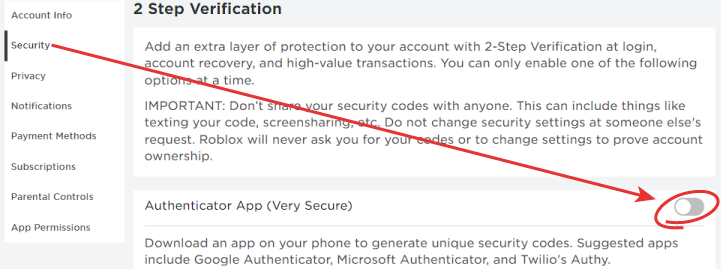 Account Info
Security
Privacy
Notifications
Payment Methods
Subscriptions
Parental Controls
App Permissions
2 Step Verification
Add an extra layer of protection to your account with 2-Step Verification at login,
account recovery, and high-value transactions. You can only enable one of the following
options at a time.
IMPORTANT: Don't share your security codes with anyone. This can include things like
texting your code, screensharing, etc. Do not change security settings at someone else's
request. Roblox will never ask you for your codes or to change settings to prove account
ownership.
Authenticator App (Very Secure)
Download an app on your phone to generate unique security codes. Suggested apps
include Google Authenticator, Microsoft Authenticator, and Twilio's Authy.